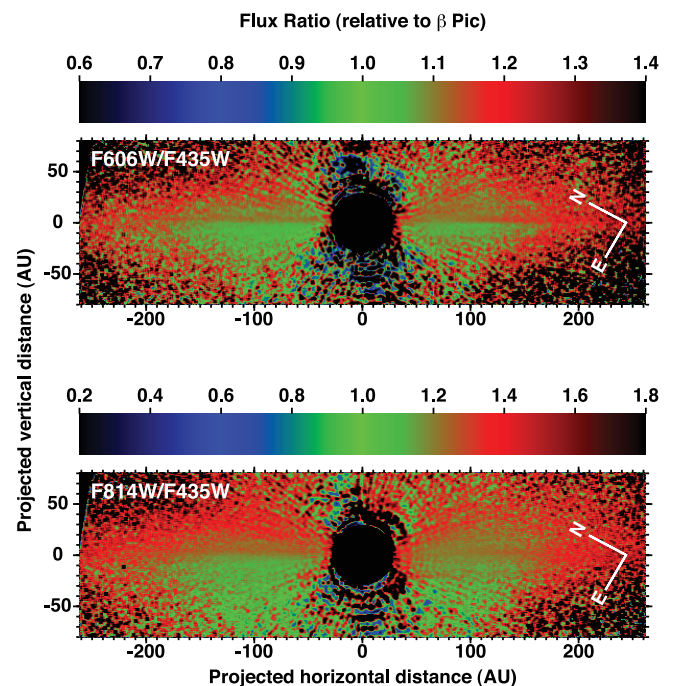 Flux Ratio (relative to β Pic)
0.6 0.7 0.8 0.9 1.0 1.1 1.2 1.3 1.4
F606W/F435W
50
0
-50
N
E
-200 -100 0 100 200
Projected vertical distance (AU)
0.2 0.4 0.6 0.8 1.0 1.2 1.4 1.6 1.8
F814W/F435W
50
0
-50
N
E
-200 -100 0 100 200
Projected horizontal distance (AU)